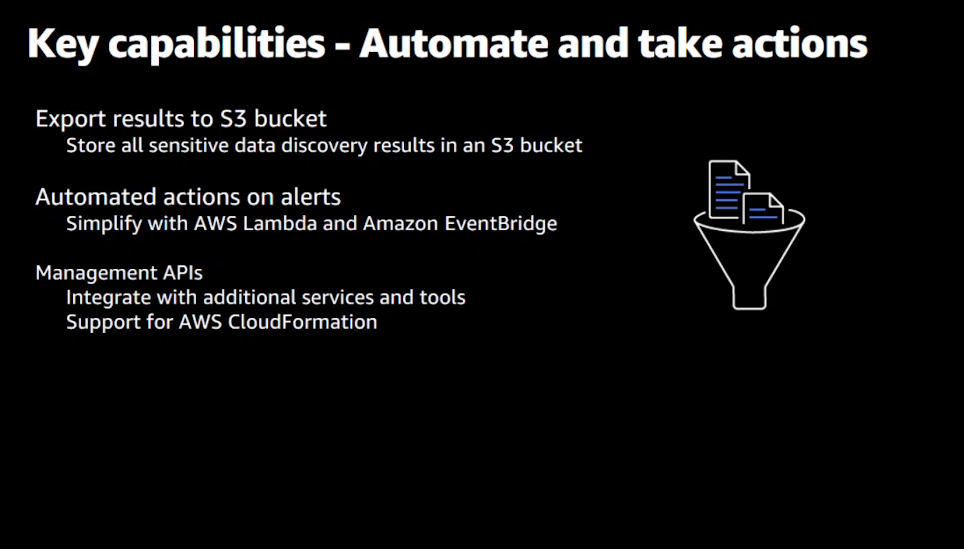 Key capabilities - Automate and take actions
Export results to S3 bucket
Store all sensitive data discovery results in an S3 bucket
Automated actions on alerts
Simplify with AWS Lambda and Amazon EventBridge
Management APIs
Integrate with additional services and tools
Support for AWS CloudFormation